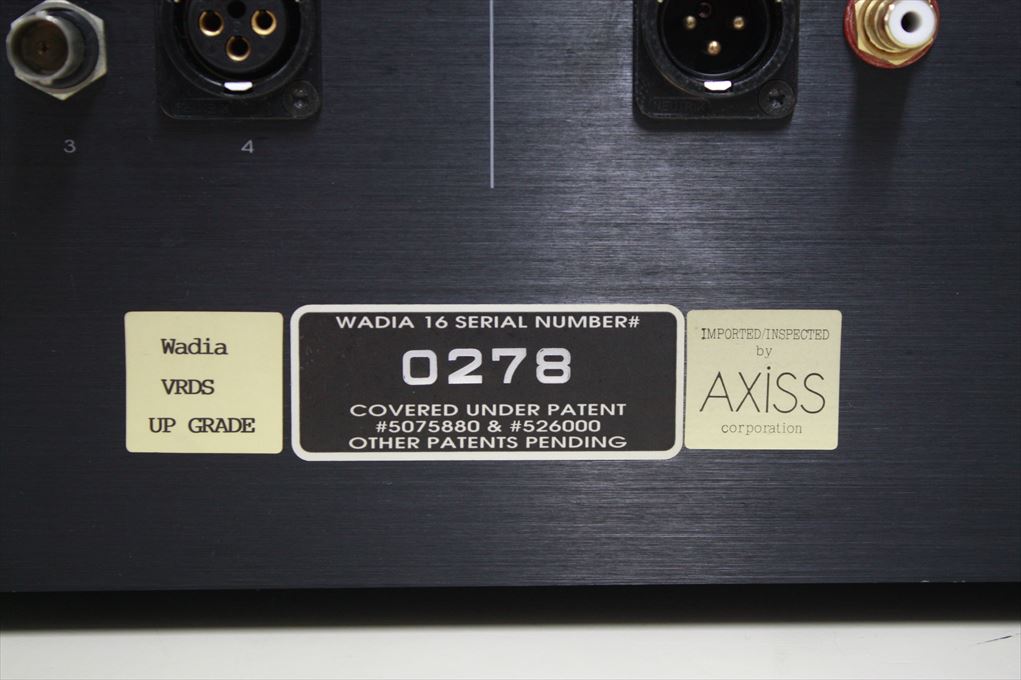 3
4
Wadia
VRDS
UP GRADE
WADIA 16 SERIAL NUMBER#
0278
COVERED UNDER PATENT
#5075880 & #526000
OTHER PATENTS PENDING
IMPORTED/INSPECTED
by
AXiSS
corporation